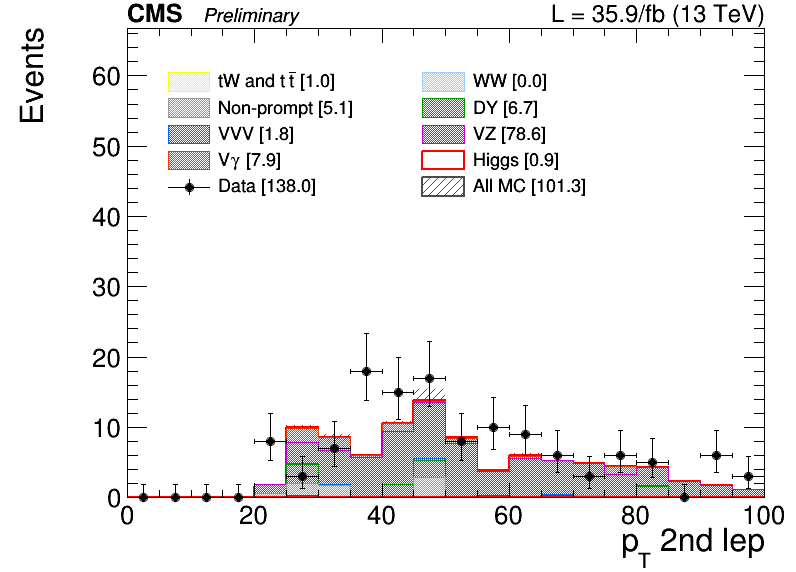 CMS Preliminary L = 35.9/fb (13 TeV)
Events
tW and t t̅ [1.0]
Non-prompt [5.1]
VVV [1.8]
Vγ [7.9]
Data [138.0]
WW [0.0]
DY [6.7]
VZ [78.6]
Higgs [0.9]
All MC [101.3]
60
50
40
30
20
10
0
0 20 40 60 80 100
p_T 2nd lep